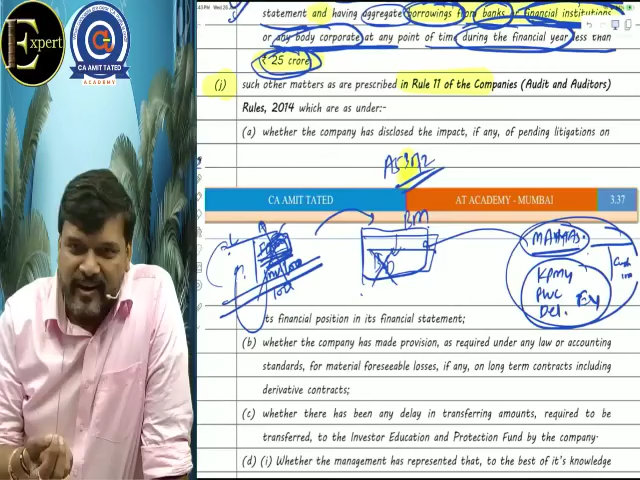 Expert
CA AMIT TATED
ACADEMY
statement and having aggregate borrowings from banks or financial institutions
or any body corporate at any point of time during the financial year less than
₹ 25 crore
(j) such other matters as are prescribed in Rule 11 of the Companies (Audit and Auditors)
Rules, 2014 which are as under:-
(a) whether the company has disclosed the impact, if any, of pending litigations on
CA AMIT TATED AT ACADEMY - MUMBAI 3.37
BM
KPMG
PWC
Del. EY
its financial position in its financial statement;
(b) whether the company has made provision, as required under any law or accounting
standards, for material foreseeable losses, if any, on long term contracts including
derivative contracts;
(c) whether there has been any delay in transferring amounts, required to be
transferred, to the Investor Education and Protection Fund by the company.
(d) (i) Whether the management has represented that, to the best of it's knowledge